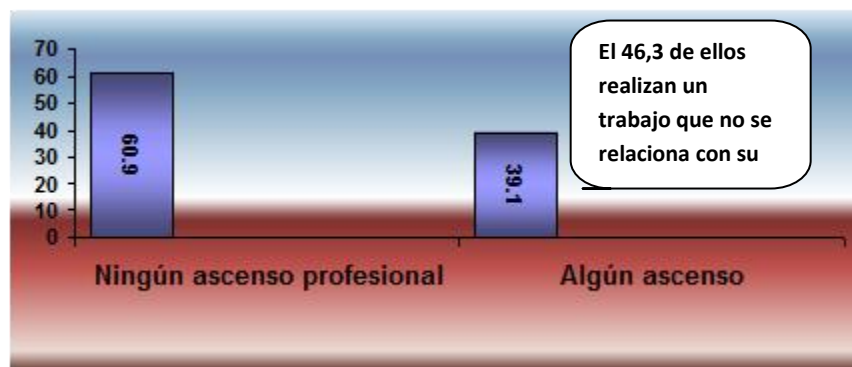 70
60
50
40
30
20
10
0
60.9
39.1
El 46,3 de ellos
realizan un
trabajo que no se
relaciona con su
Ningún ascenso profesional
Algún ascenso